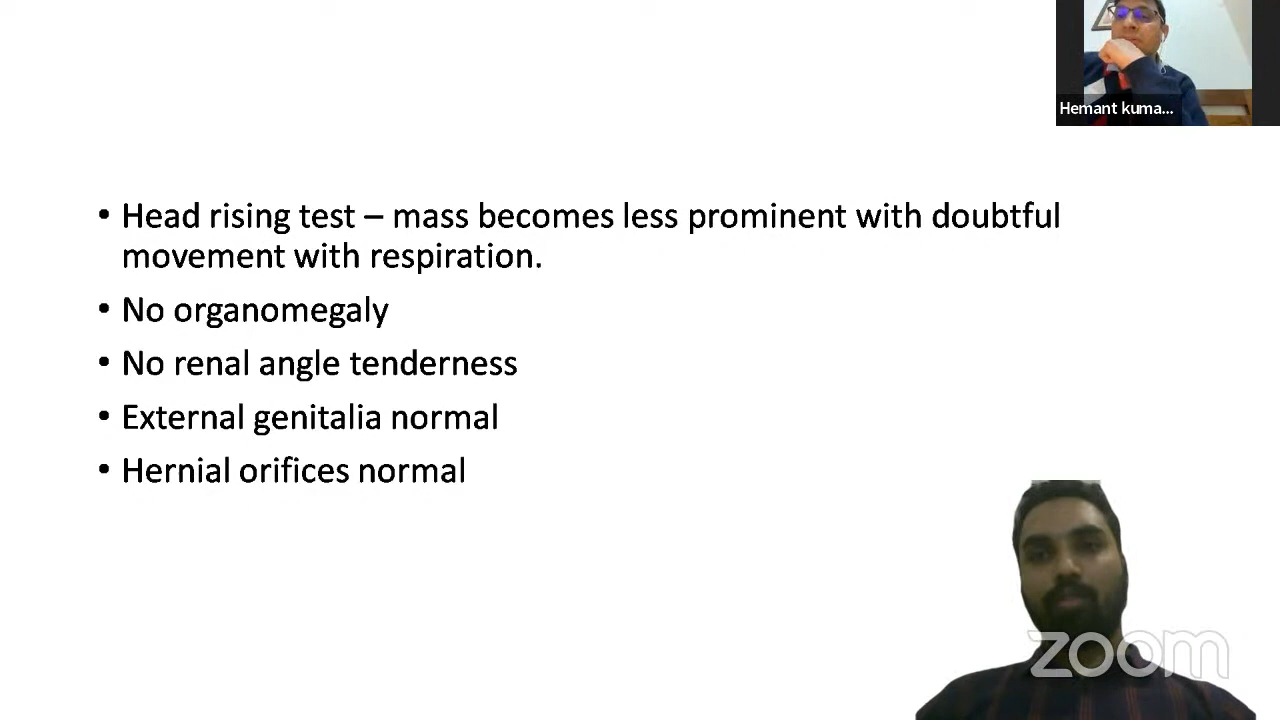 Hemant kuma...
• Head rising test – mass becomes less prominent with doubtful
movement with respiration.
• No organomegaly
• No renal angle tenderness
• External genitalia normal
• Hernial orifices normal
zoom